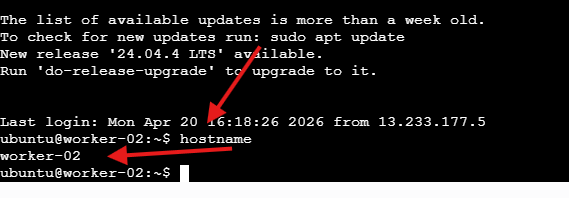 The list of available updates is more than a week old.
To check for new updates run: sudo apt update
New release '24.04.4 LTS' available.
Run 'do-release-upgrade' to upgrade to it.
Last login: Mon Apr 20 16:18:26 2026 from 13.233.177.5
ubuntu@worker-02:~$ hostname
worker-02
ubuntu@worker-02:~$